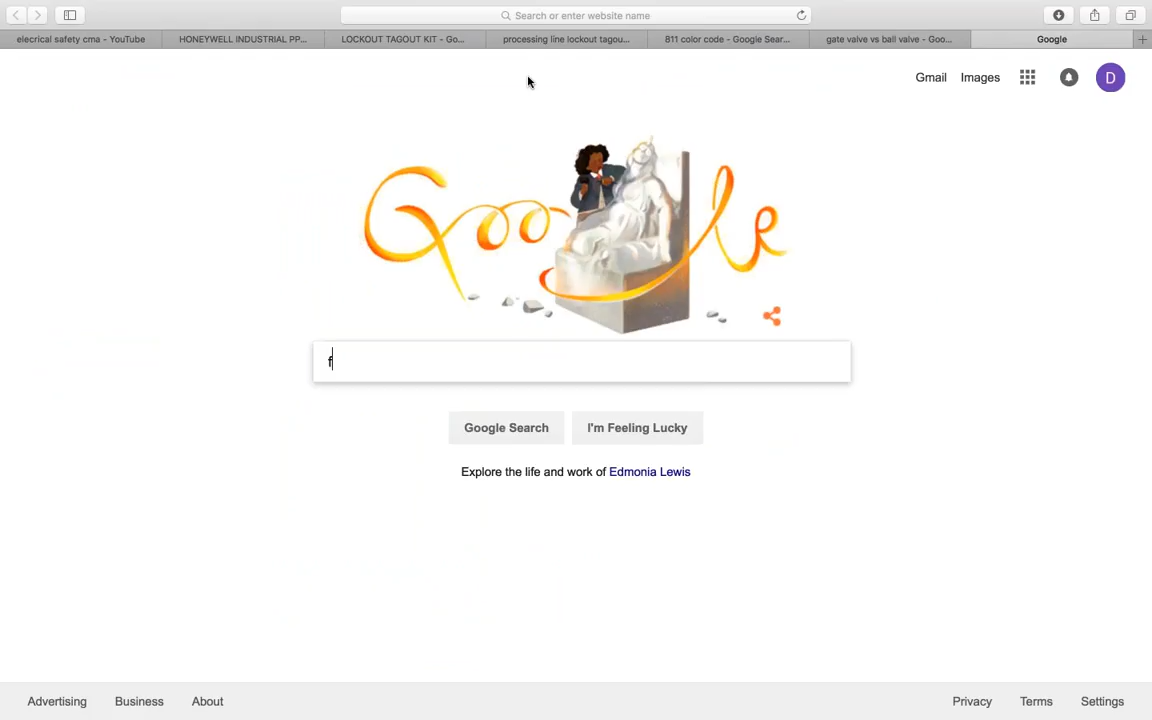 Search or enter website name
elecrical safety cma - YouTube
HONEYWELL INDUSTRIAL PP...
LOCKOUT TAGOUT KIT - Go...
processing line lockout tagou...
811 color code - Google Sear...
gate valve vs ball valve - Goo...
Google
Gmail
Images
D
Google
f
Google Search
I'm Feeling Lucky
Explore the life and work of Edmonia Lewis
Advertising
Business
About
Privacy
Terms
Settings